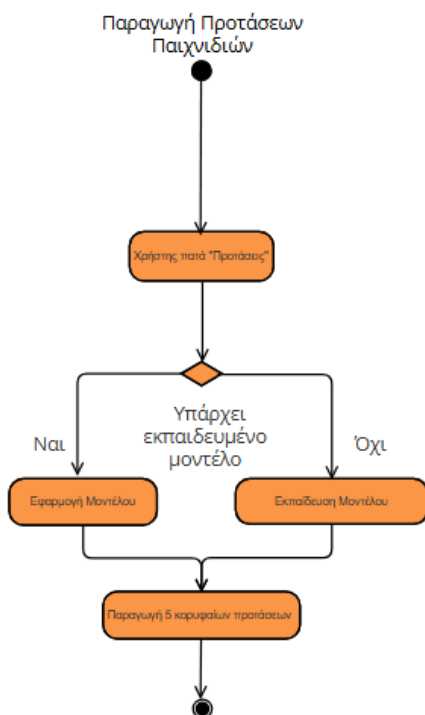 Παραγωγή Προτάσεων
Παιχνιδιών
Χρήστης πατά "Προτάσεις"
Υπάρχει
εκπαιδευμένο
μοντέλο
Ναι
Όχι
Εφαρμογή Μοντέλου
Εκπαίδευση Μοντέλου
Παραγωγή 5 κορυφαίων προτάσεων